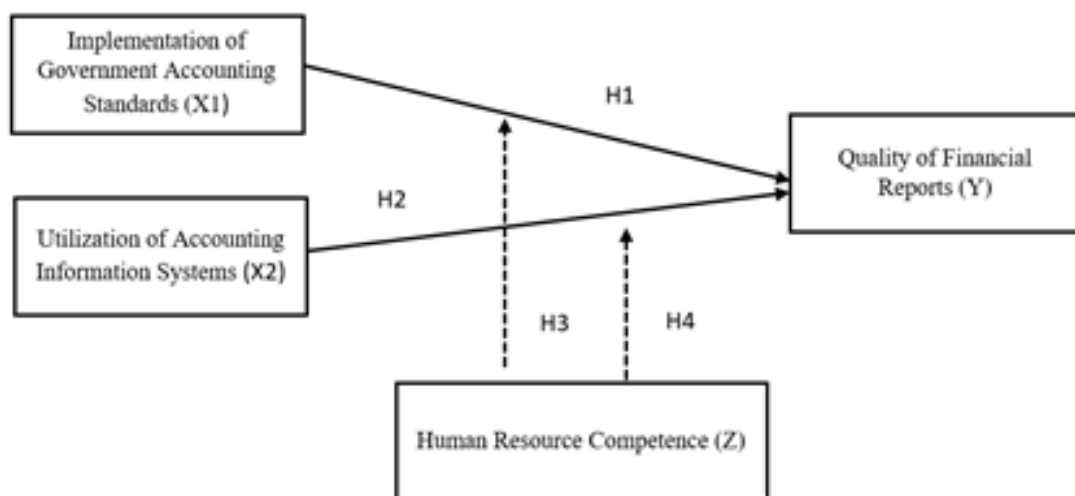 Implementation of
Government Accounting
Standards (X1)
H1
Quality of Financial
Reports (Y)
H2
Utilization of Accounting
Information Systems (X2)
H3
H4
Human Resource Competence (Z)